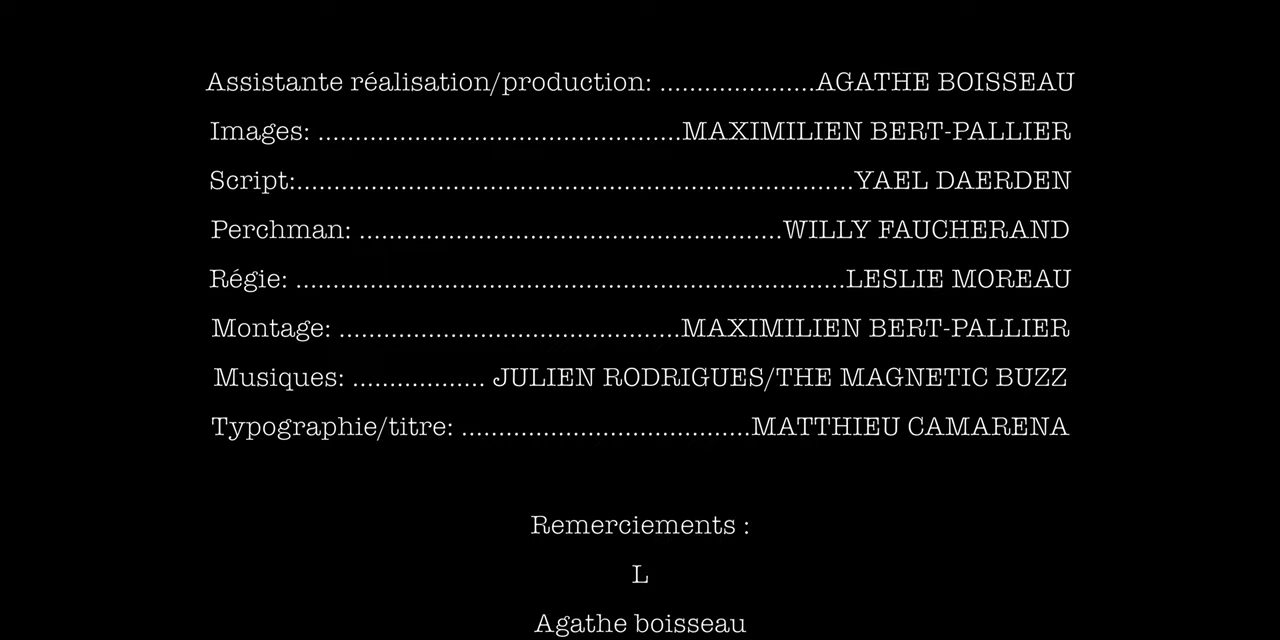 Assistante réalisation/production: .....................AGATHE BOISSEAU
Images: .................................................MAXIMILIEN BERT-PALLIER
Script:...........................................................................YAEL DAERDEN
Perchman: .........................................................WILLY FAUCHERAND
Régie: ..........................................................................LESLIE MOREAU
Montage: ..............................................MAXIMILIEN BERT-PALLIER
Musiques: .................. JULIEN RODRIGUES/THE MAGNETIC BUZZ
Typographie/titre: .......................................MATTHIEU CAMARENA
Remerciements :
L
Agathe boisseau